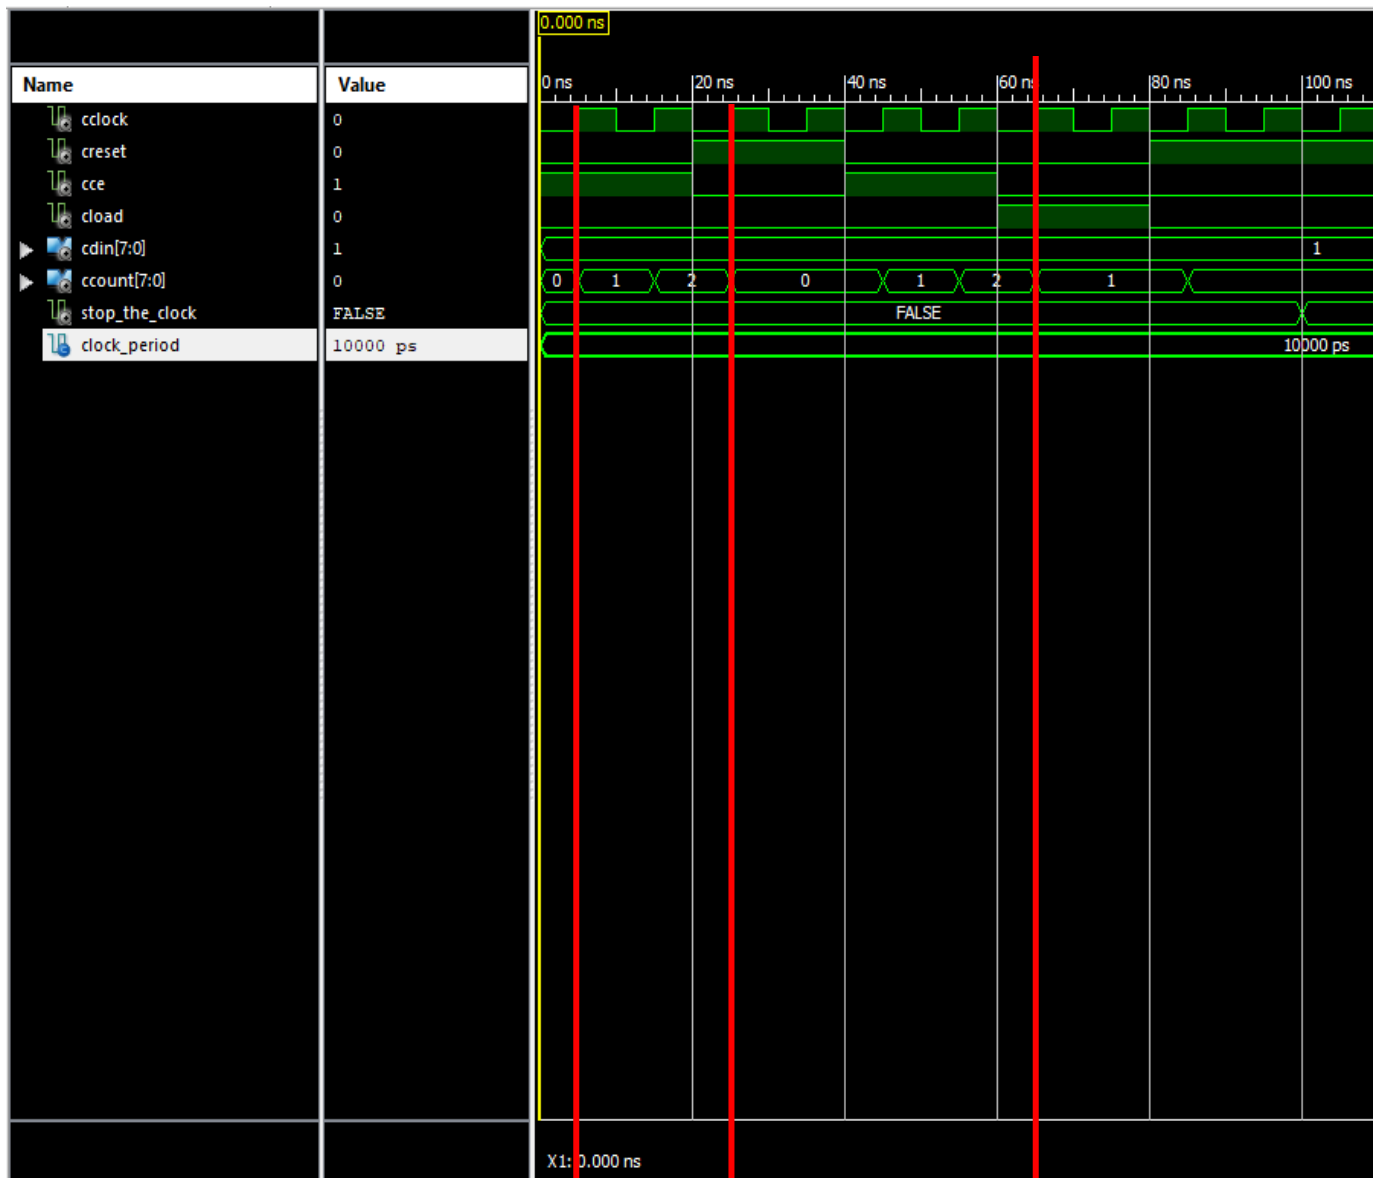 0.000 ns
Name Value 0 ns 20 ns 40 ns 60 ns 80 ns 100 ns
cclock 0
creset 0
cce 1
cload 0
cdin[7:0] 1 1
ccount[7:0] 0 0 1 2 0 1 2 1
stop_the_clock FALSE FALSE
clock_period 10000 ps 10000 ps
X1: 0.000 ns